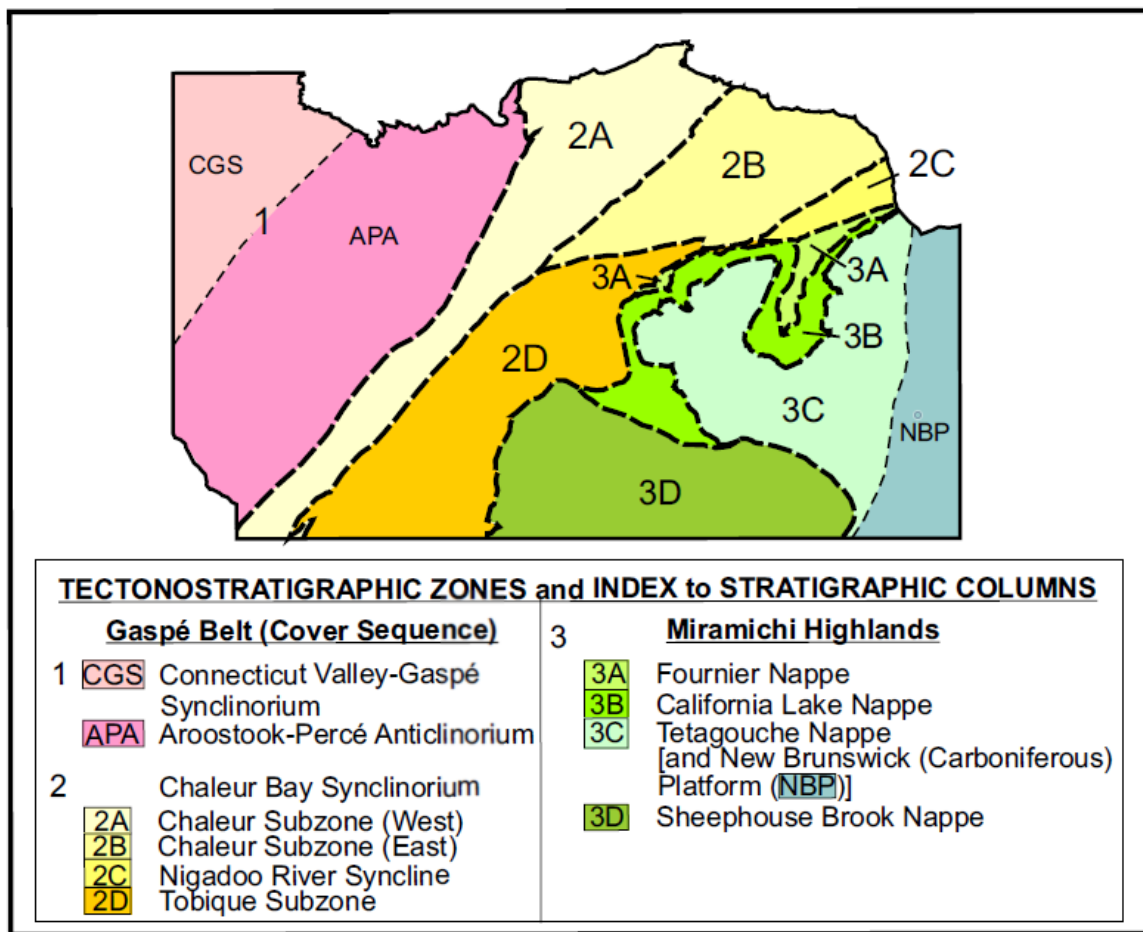 2A
2B
2C
CGS
1
APA
3A
3A
2D
3B
3C
NBP
3D
TECTONOSTRATIGRAPHIC ZONES and INDEX to STRATIGRAPHIC COLUMNS
Gaspé Belt (Cover Sequence)
1 CGS Connecticut Valley-Gaspé
Synclinorium
APA Aroostook-Percé Anticlinorium
2 Chaleur Bay Synclinorium
2A Chaleur Subzone (West)
2B Chaleur Subzone (East)
2C Nigadoo River Syncline
2D Tobique Subzone
3 Miramichi Highlands
3A Fournier Nappe
3B California Lake Nappe
3C Tetagouche Nappe
[and New Brunswick (Carboniferous)
Platform (NBP)]
3D Sheephouse Brook Nappe